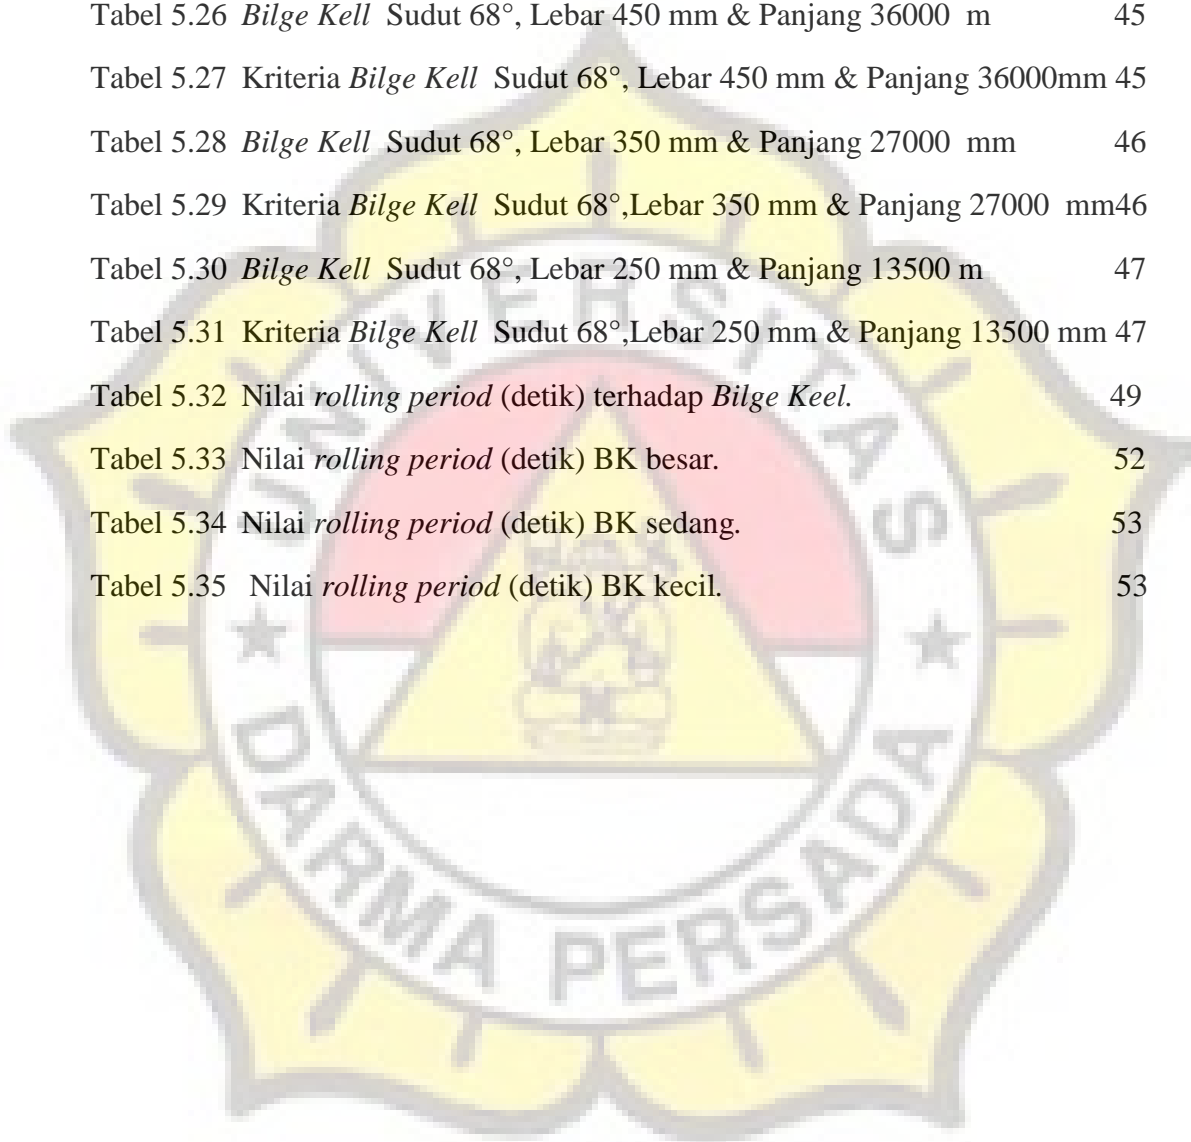 Tabel 5.26 Bilge Kell Sudut 68°, Lebar 450 mm & Panjang 36000 m 45
Tabel 5.27 Kriteria Bilge Kell Sudut 68°, Lebar 450 mm & Panjang 36000mm 45
Tabel 5.28 Bilge Kell Sudut 68°, Lebar 350 mm & Panjang 27000 mm 46
Tabel 5.29 Kriteria Bilge Kell Sudut 68°,Lebar 350 mm & Panjang 27000 mm46
Tabel 5.30 Bilge Kell Sudut 68°, Lebar 250 mm & Panjang 13500 m 47
Tabel 5.31 Kriteria Bilge Kell Sudut 68°,Lebar 250 mm & Panjang 13500 mm 47
Tabel 5.32 Nilai rolling period (detik) terhadap Bilge Keel. 49
Tabel 5.33 Nilai rolling period (detik) BK besar. 52
Tabel 5.34 Nilai rolling period (detik) BK sedang. 53
Tabel 5.35 Nilai rolling period (detik) BK kecil. 53
UNIVERSITAS
DARMA PERSADA